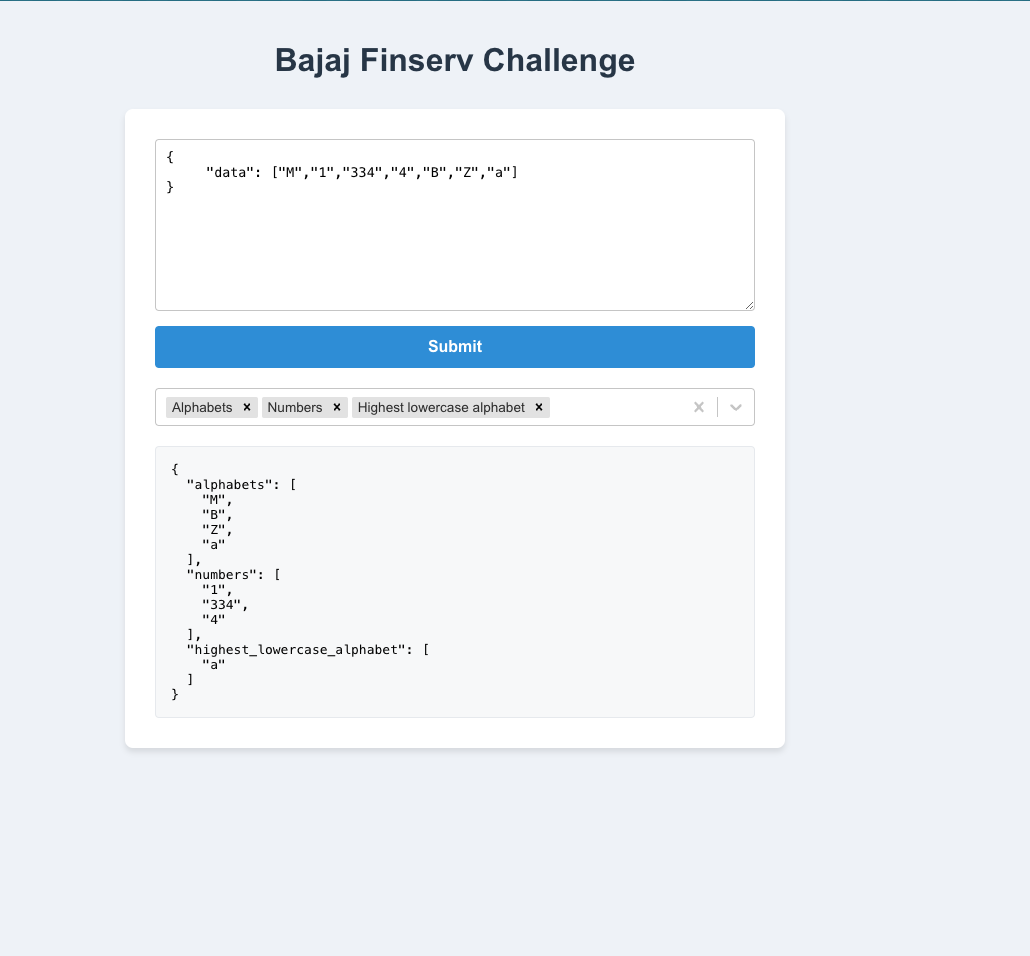 Bajaj Finserv Challenge
{
     "data": ["M","1","334","4","B","Z","a"]
}
Submit
Alphabets Numbers Highest lowercase alphabet
{
  "alphabets": [
    "M",
    "B",
    "Z",
    "a"
  ],
  "numbers": [
    "1",
    "334",
    "4"
  ],
  "highest_lowercase_alphabet": [
    "a"
  ]
}